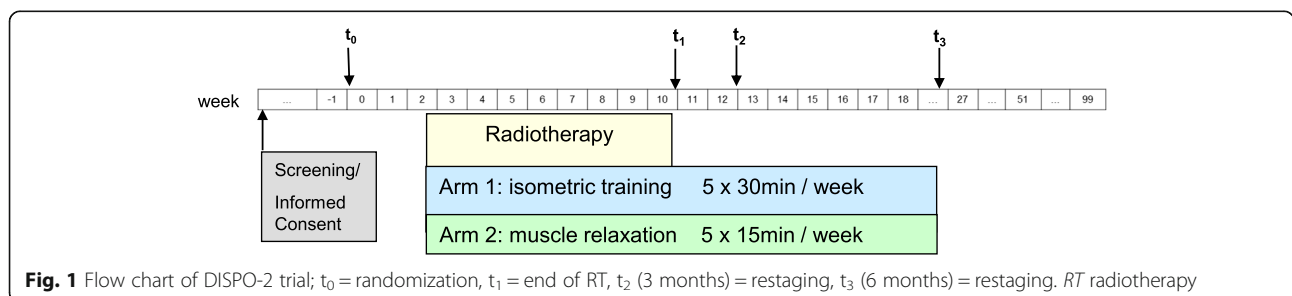 t₀ t₁ t₂ t₃
week ... -1 0 1 2 3 4 5 6 7 8 9 10 11 12 13 14 15 16 17 18 ... 27 ... 51 ... 99
Radiotherapy
Screening/
Informed
Consent
Arm 1: isometric training 5 x 30min / week
Arm 2: muscle relaxation 5 x 15min / week
Fig. 1 Flow chart of DISPO-2 trial; t₀ = randomization, t₁ = end of RT, t₂ (3 months) = restaging, t₃ (6 months) = restaging. RT radiotherapy